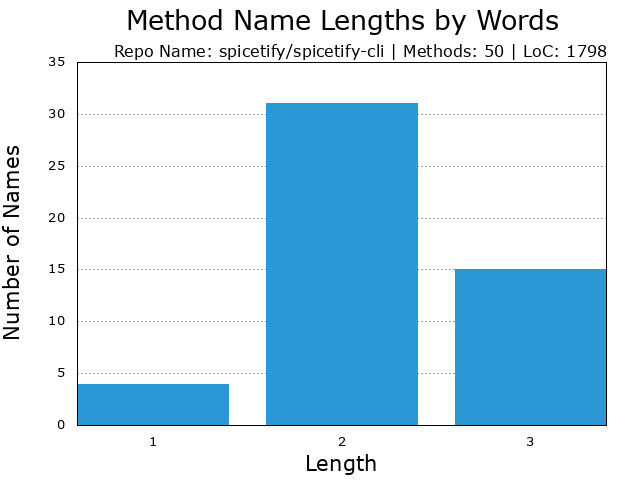 Method Name Lengths by Words
Repo Name: spicetify/spicetify-cli | Methods: 50 | LoC: 1798
35
30
25
20
15
10
5
0
Number of Names
1 2 3
Length